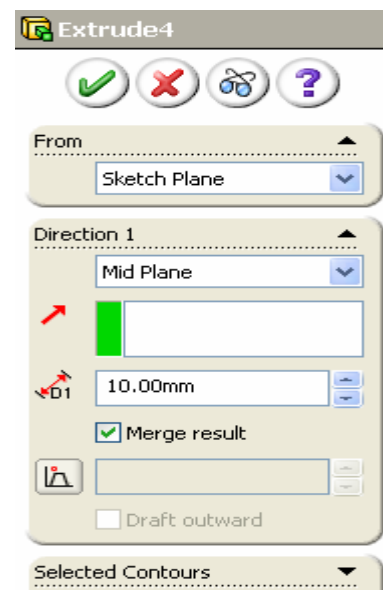 Extrude4
?
From
Sketch Plane
Direction 1
Mid Plane
D1 10.00mm
Merge result
Draft outward
Selected Contours